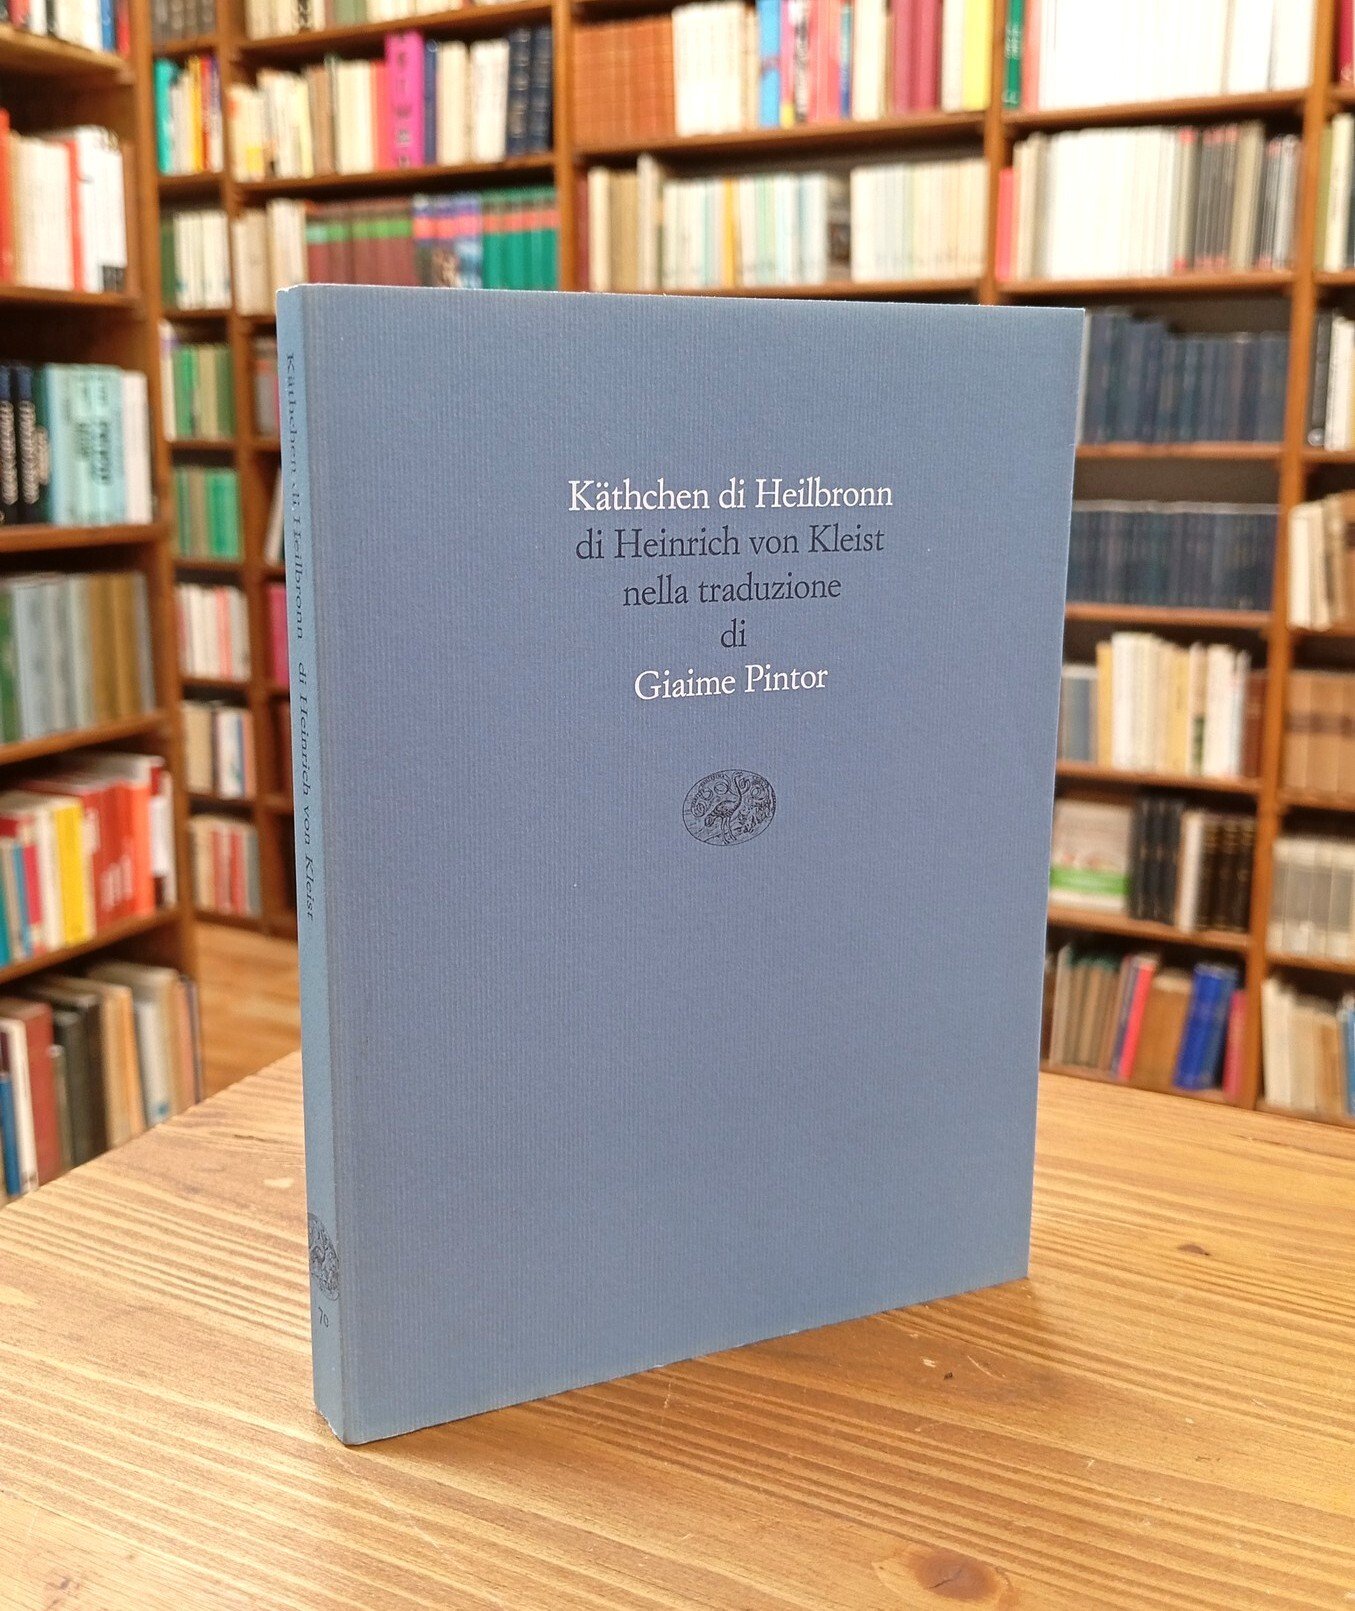 Käthchen di Heilbronn
di Heinrich von Kleist
nella traduzione
di
Giaime Pintor
Käthchen di Heilbronn di Heinrich von Kleist
70